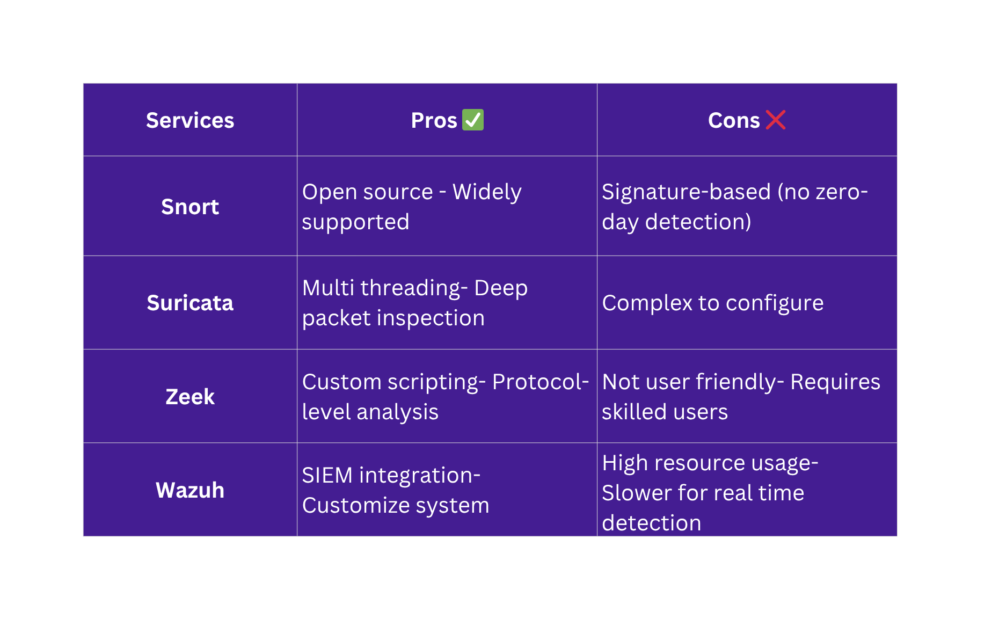 Services
Pros ✅
Cons ❌
Snort
Open source - Widely
supported
Signature-based (no zero-
day detection)
Suricata
Multi threading- Deep
packet inspection
Complex to configure
Zeek
Custom scripting- Protocol-
level analysis
Not user friendly- Requires
skilled users
Wazuh
SIEM integration-
Customize system
High resource usage-
Slower for real time
detection